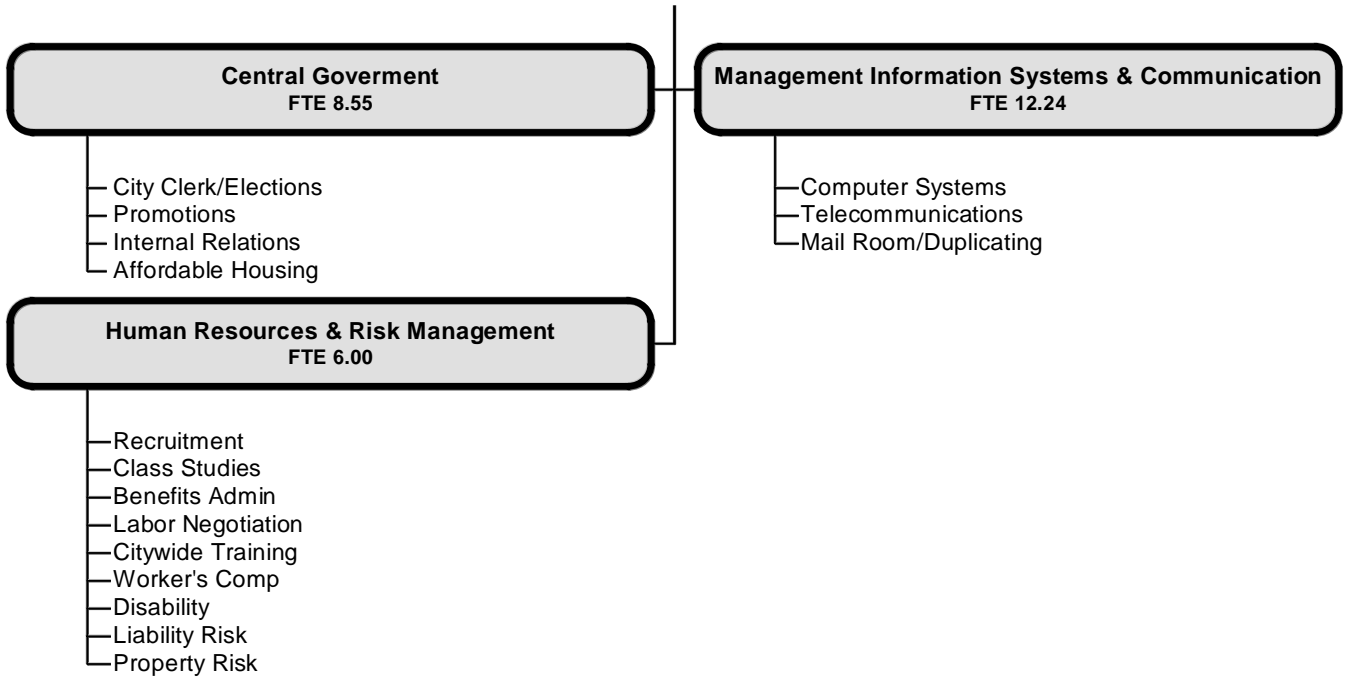 Central Goverment
FTE 8.55
Management Information Systems & Communication
FTE 12.24
City Clerk/Elections
Promotions
Internal Relations
Affordable Housing
Computer Systems
Telecommunications
Mail Room/Duplicating
Human Resources & Risk Management
FTE 6.00
Recruitment
Class Studies
Benefits Admin
Labor Negotiation
Citywide Training
Worker's Comp
Disability
Liability Risk
Property Risk